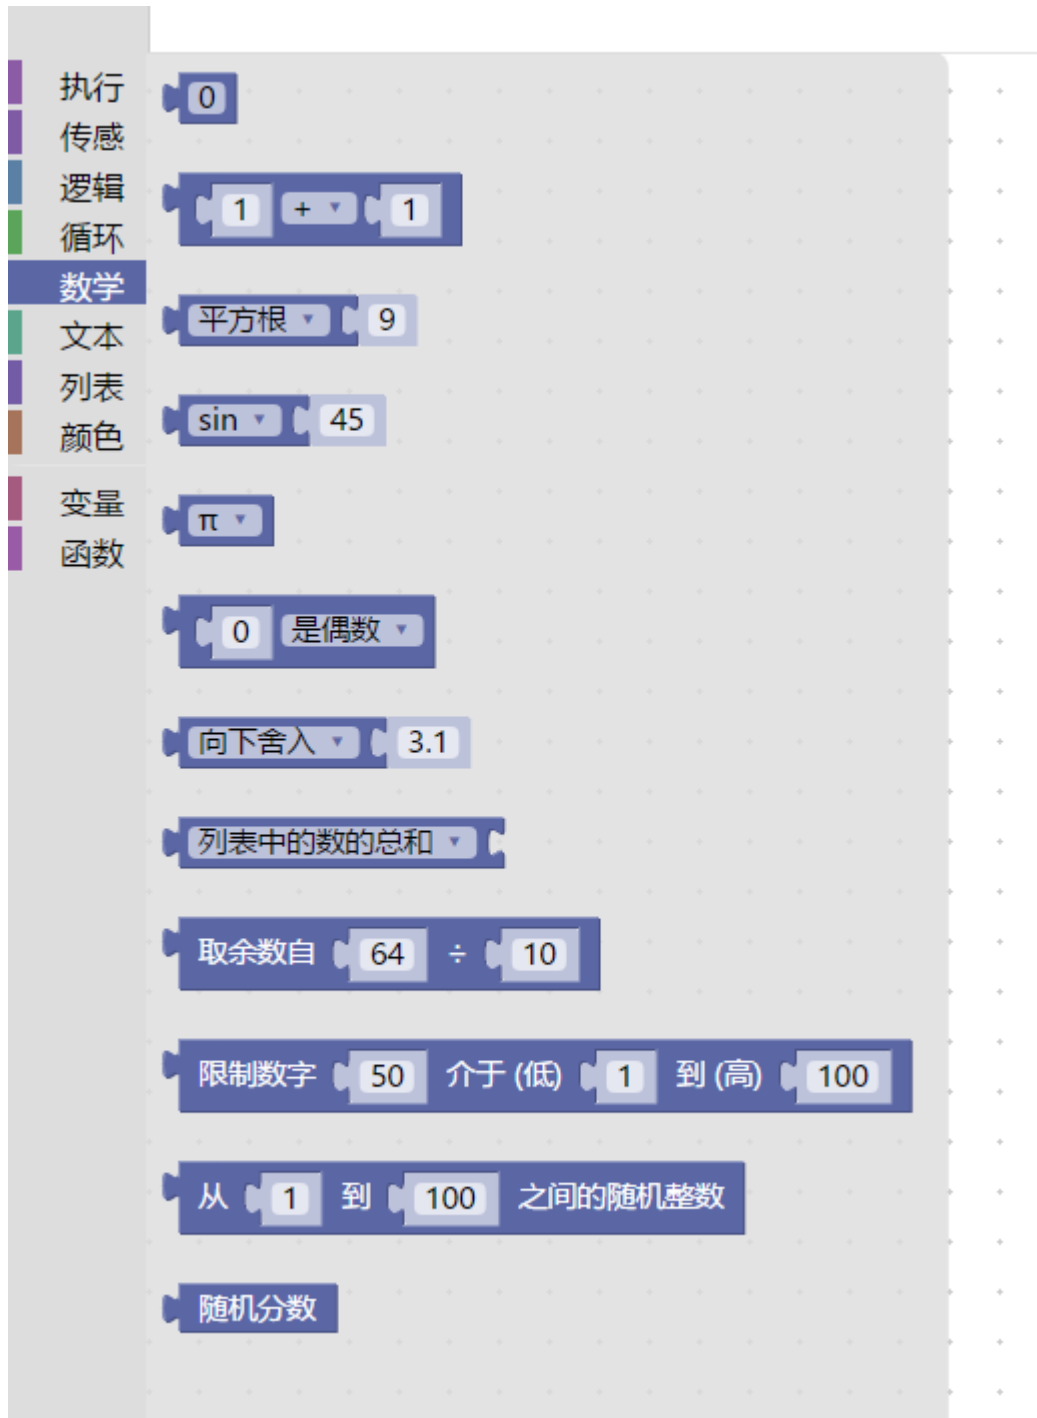 执行
传感
逻辑
循环
数学
文本
列表
颜色
变量
函数
0
1 + 1
平方根 9
sin 45
π
0 是偶数
向下舍入 3.1
列表中的数的总和
取余数自 64 ÷ 10
限制数字 50 介于 (低) 1 到 (高) 100
从 1 到 100 之间的随机整数
随机分数